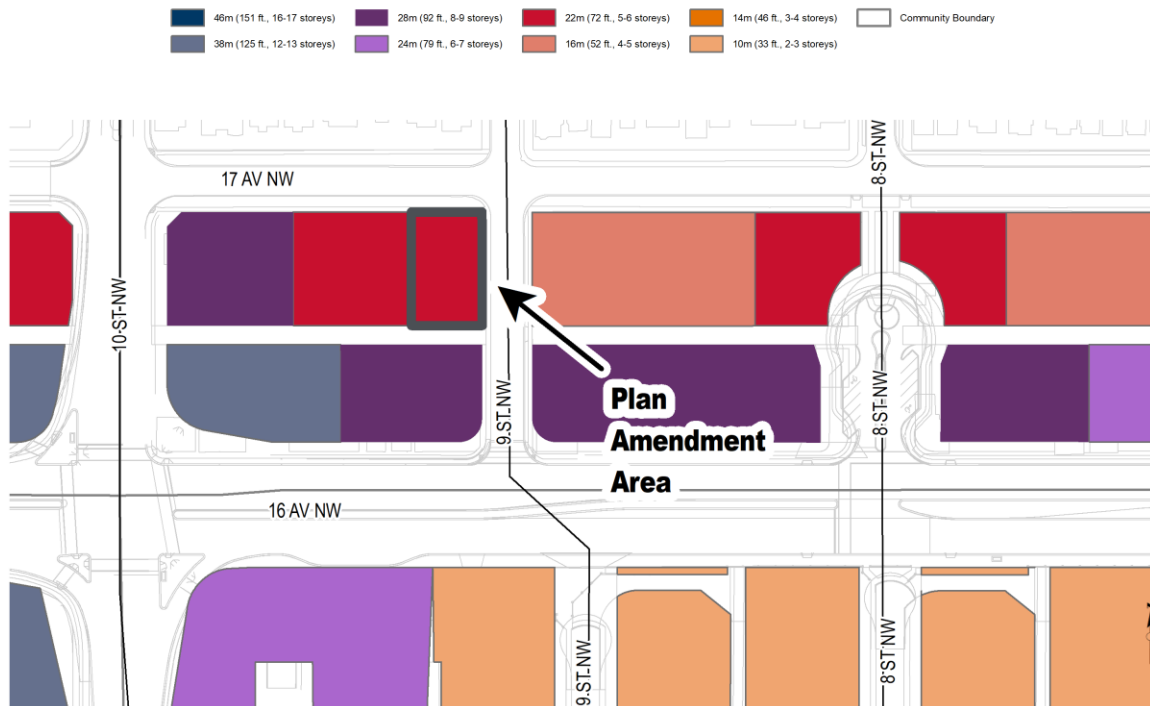 46m (151 ft., 16-17 storeys)
28m (92 ft., 8-9 storeys)
22m (72 ft., 5-6 storeys)
14m (46 ft., 3-4 storeys)
Community Boundary
38m (125 ft., 12-13 storeys)
24m (79 ft., 6-7 storeys)
16m (52 ft., 4-5 storeys)
10m (33 ft., 2-3 storeys)
8 ST NW
17 AV NW
10 ST NW
9 ST NW
8 ST NW
Plan
Amendment
Area
16 AV NW
9 ST NW
8 ST NW